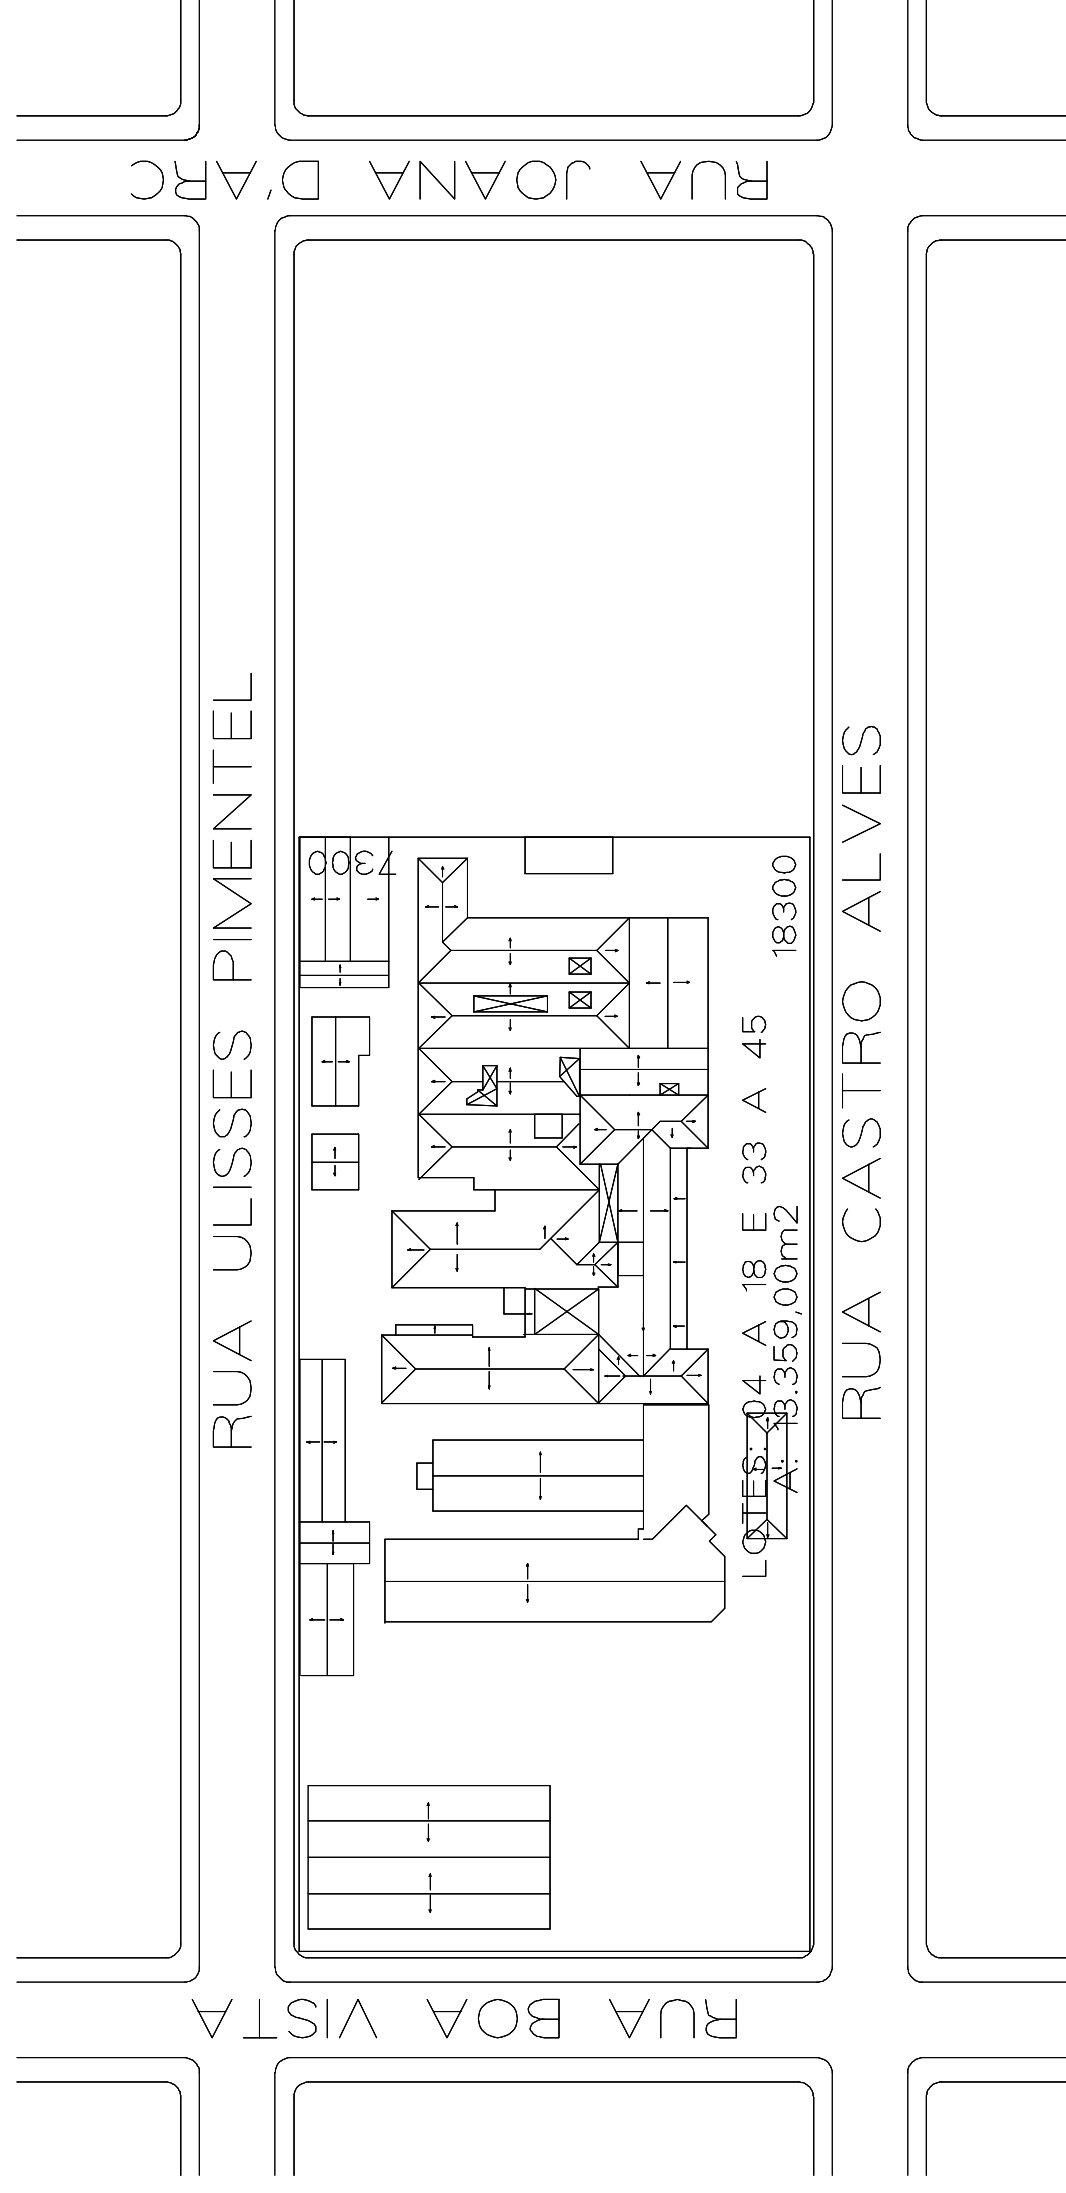 RUA JOANA D'ARC
RUA ULISSES PIMENTEL
RUA CASTRO ALVES
7300
18300
LOTES: 04 A 18 E 33 A 45
A: 13.359,00m2
RUA BOA VISTA